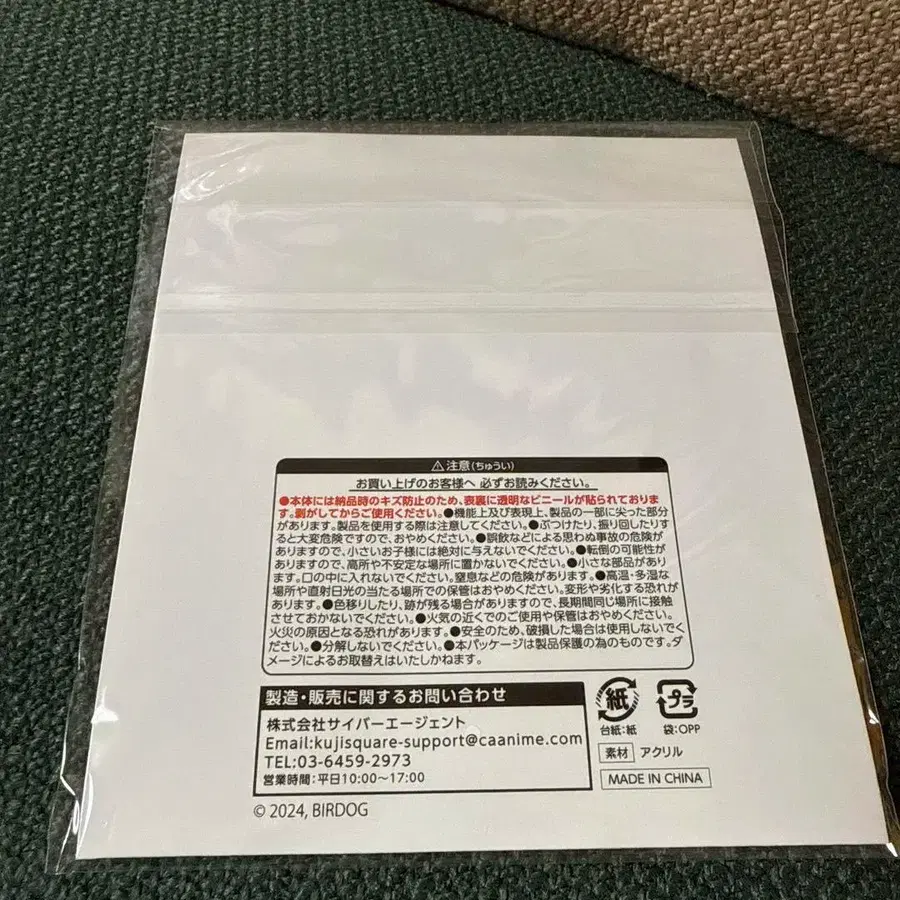 ⚠注意(ちゅうい)
お買い上げのお客様へ 必ずお読みください。
●本体には納品時のキズ防止のため、表裏に透明なビニールが貼られておりま
す。剥がしてからご使用ください。●機能上及び表現上、製品の一部に尖った部分
があります。製品を使用する際は注意してください。●ぶつけたり、振り回したりす
ると大変危険ですので、おやめください。●誤飲などによる思わぬ事故の危険が
ありますので、小さいお子様には絶対に与えないでください。●転倒の可能性が
ありますので、高所や不安定な場所に置かないでください。●小さな部品がありま
す。口の中に入れないでください。窒息などの危険があります。●高温・多湿な
場所や直射日光の当たる場所での保管はおやめください。変形や劣化する恐れが
あります。●色移りしたり、跡が残る場合がありますので、長期間同じ場所に接触
させておかないでください。●火気の近くでのご使用や保管はおやめください。
火災の原因となる恐れがあります。●安全のため、破損した場合は使用しないでく
ださい。●分解しないでください。●本パッケージは製品保護の為のものです。ダ
メージによるお取替えはいたしかねます。
製造・販売に関するお問い合わせ
株式会社サイバーエージェント
Email:kujisquare-support@caanime.com
TEL:03-6459-2973
営業時間:平日10:00〜17:00
紙
台紙:紙
プラ
袋:OPP
素材 アクリル
MADE IN CHINA
© 2024, BIRDOG